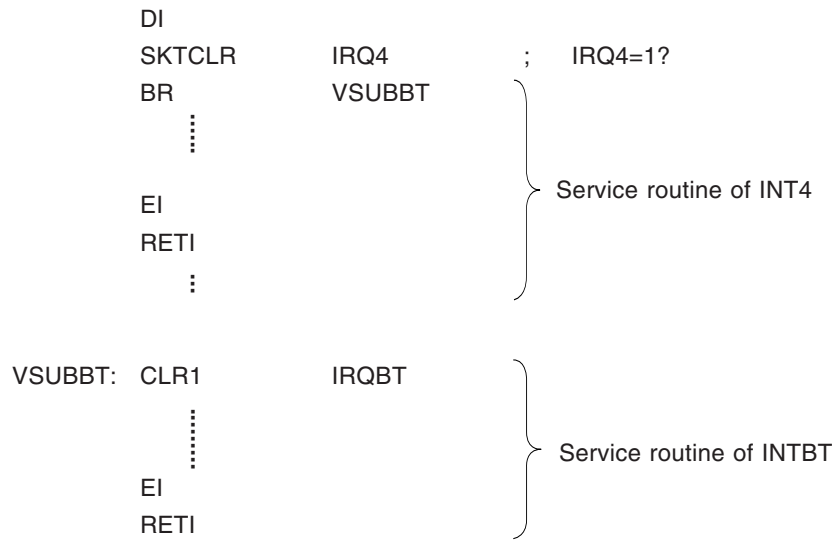 DI
SKTCLR IRQ4 ; IRQ4=1?
BR VSUBBT
Service routine of INT4
EI
RETI
VSUBBT: CLR1 IRQBT
Service routine of INTBT
EI
RETI